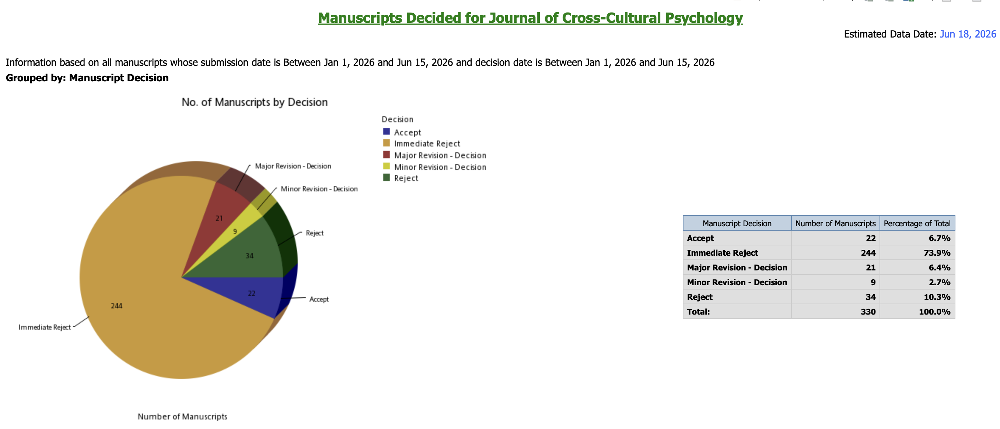 Manuscripts Decided for Journal of Cross-Cultural Psychology
Estimated Data Date: Jun 18, 2026
Information based on all manuscripts whose submission date is Between Jan 1, 2026 and Jun 15, 2026 and decision date is Between Jan 1, 2026 and Jun 15, 2026
Grouped by: Manuscript Decision
No. of Manuscripts by Decision
Decision
Accept
Immediate Reject
Major Revision - Decision
Minor Revision - Decision
Reject
Major Revision - Decision
Minor Revision - Decision
21
9
Reject
34
22
Accept
244
Immediate Reject
Number of Manuscripts
Manuscript Decision Number of Manuscripts Percentage of Total
Accept 22 6.7%
Immediate Reject 244 73.9%
Major Revision - Decision 21 6.4%
Minor Revision - Decision 9 2.7%
Reject 34 10.3%
Total: 330 100.0%